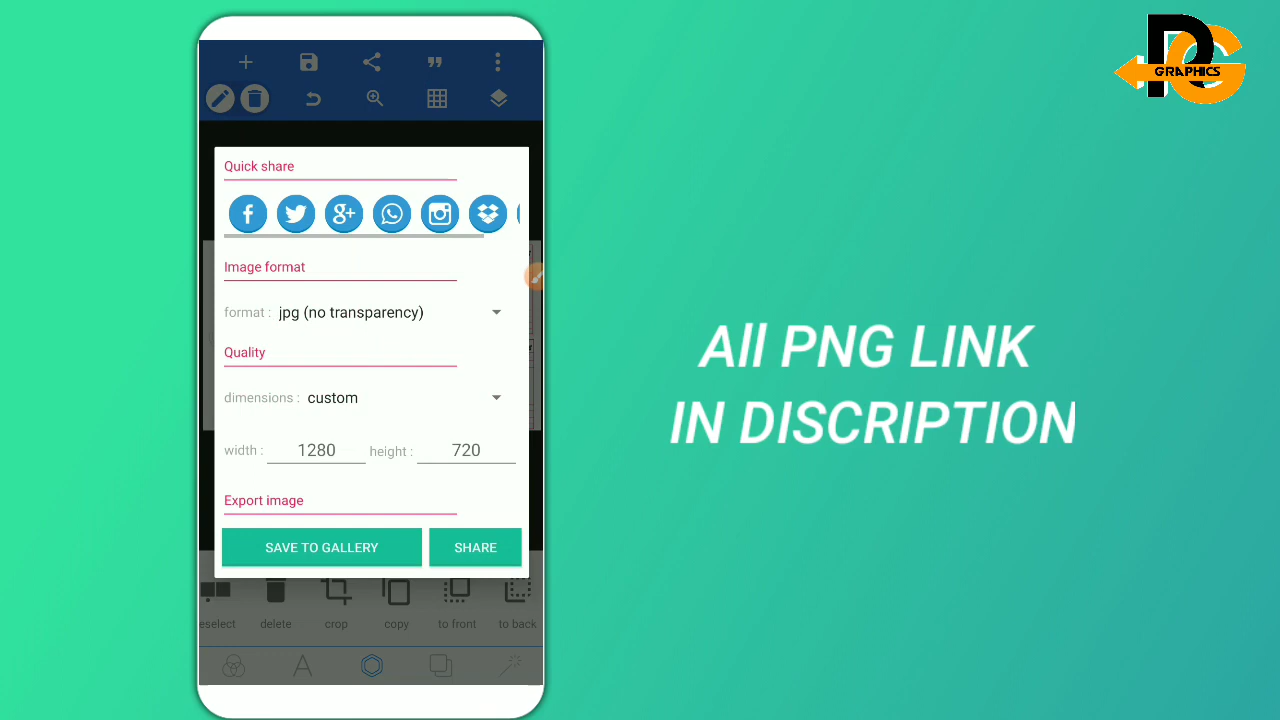 GRAPHICS
Quick share
Image format
format : jpg (no transparency)
Quality
dimensions : custom
width : 1280 height : 720
Export image
SAVE TO GALLERY SHARE
eselect delete crop copy to front to back
All PNG LINK
IN DISCRIPTION